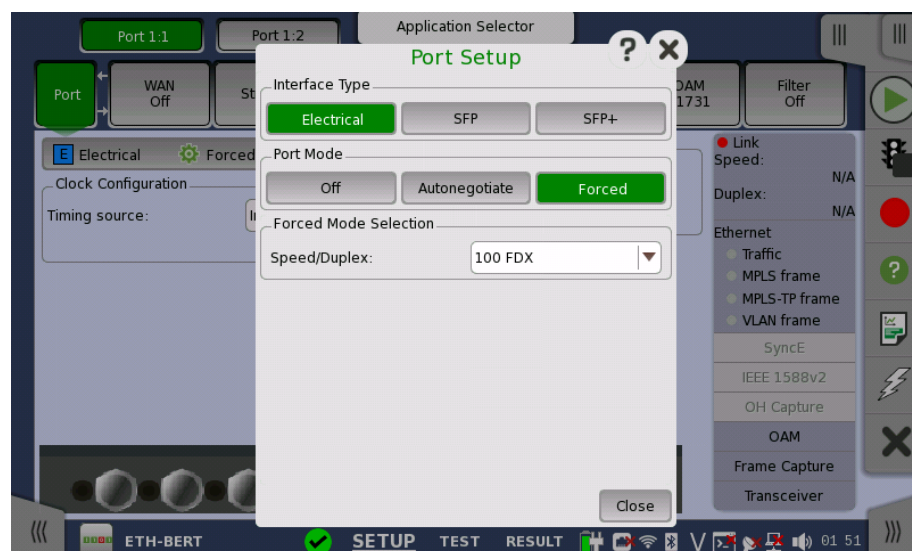 Port 1:1
Port 1:2
Application Selector
Port
WAN
Off
St
OAM
1731
Filter
Off
Port Setup
?
Interface Type
Electrical
SFP
SFP+
Port Mode
Off
Autonegotiate
Forced
Forced Mode Selection
Speed/Duplex:
100 FDX
Close
E Electrical
Forced
Clock Configuration
Timing source:
Link
Speed:
N/A
Duplex:
N/A
Ethernet
Traffic
MPLS frame
MPLS-TP frame
VLAN frame
SyncE
IEEE 1588v2
OH Capture
OAM
Frame Capture
Transceiver
?
ETH-BERT
SETUP
TEST
RESULT
01 51